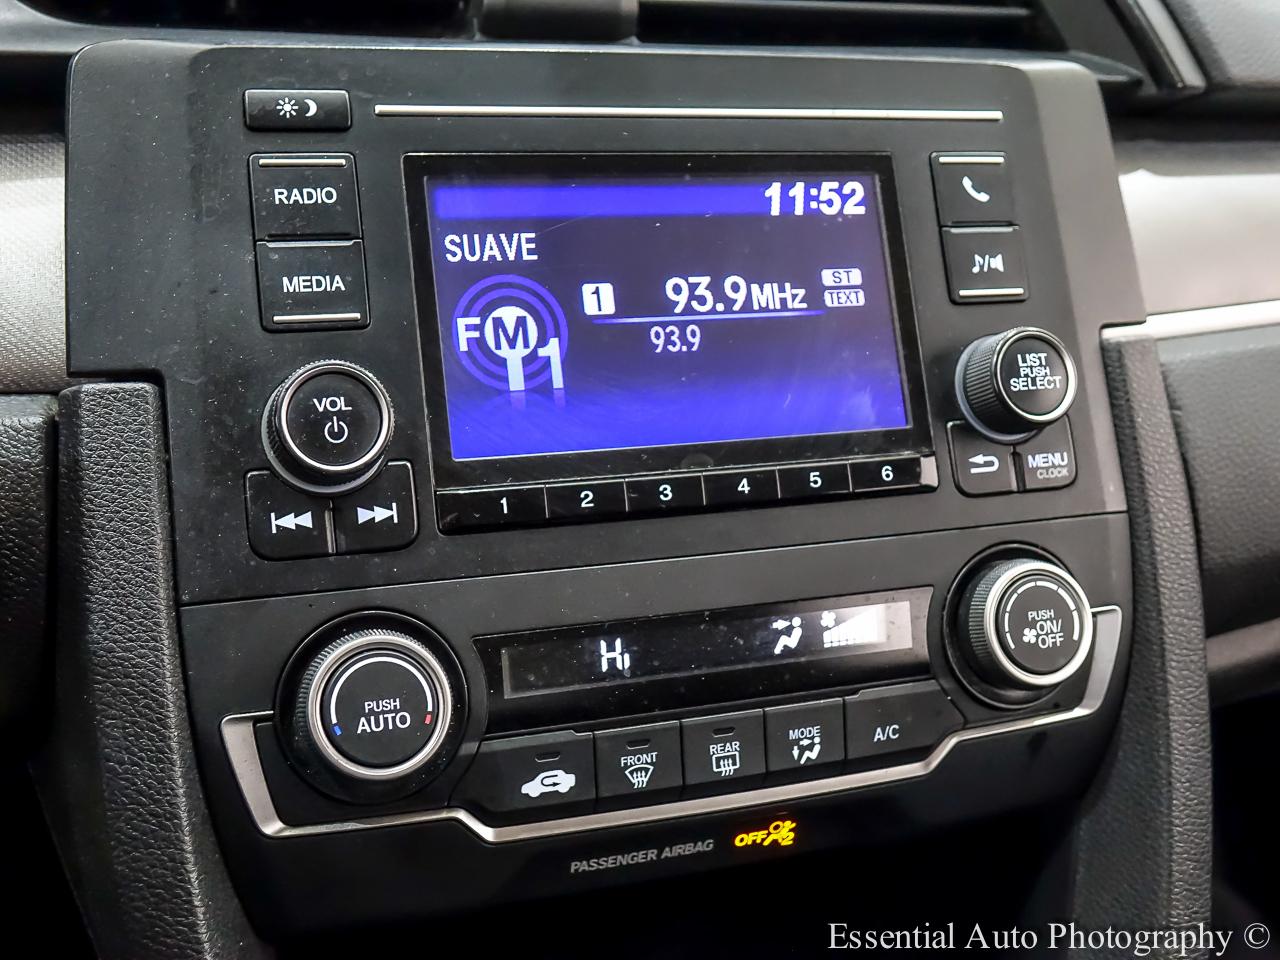 11:52
RADIO
MEDIA
SUAVE
1 93.9 MHz ST
TEXT
93.9
FM1
VOL
LIST
PUSH
SELECT
MENU
CLOCK
1 2 3 4 5 6
Hi
PUSH
AUTO
PUSH
ON/
OFF
FRONT
REAR
MODE
A/C
PASSENGER AIRBAG OFF 2
Essential Auto Photography ©